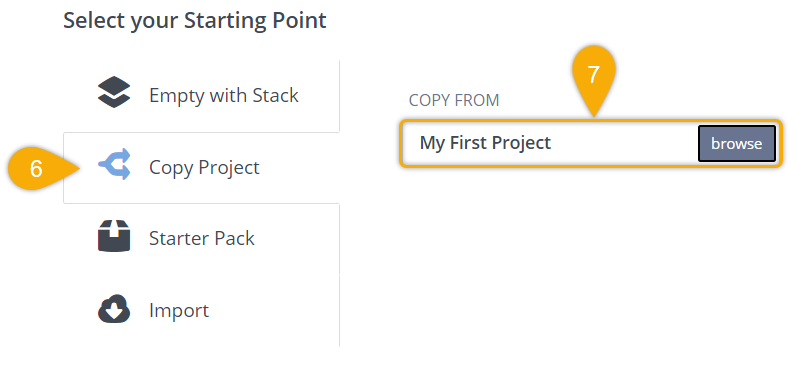 Select your Starting Point
Empty with Stack
6
Copy Project
Starter Pack
Import
7
COPY FROM
My First Project
browse